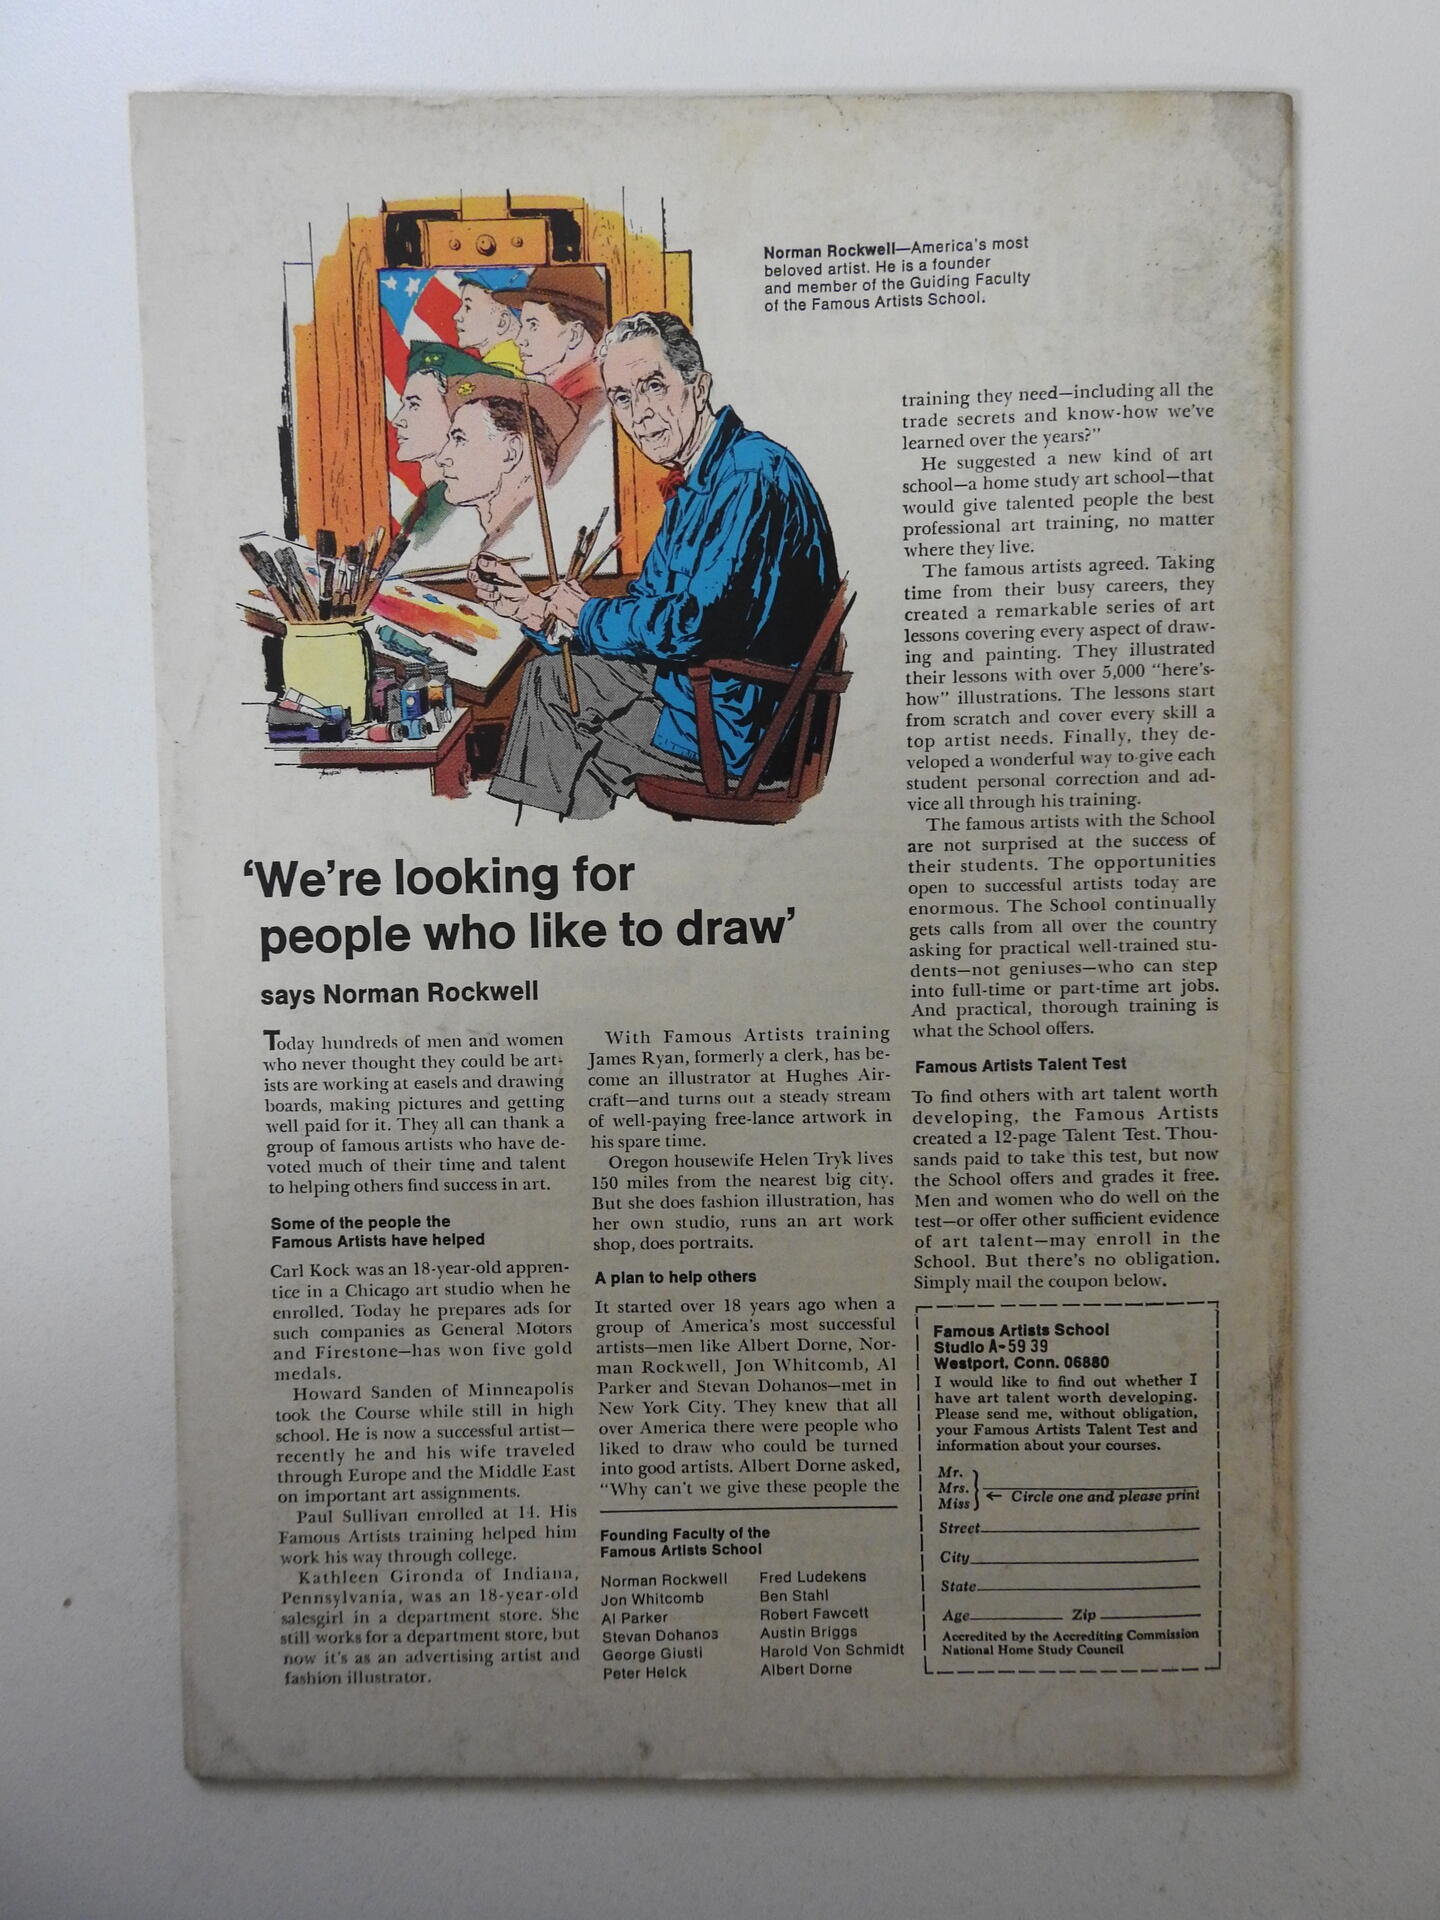 Norman Rockwell—America's most
beloved artist. He is a founder
and member of the Guiding Faculty
of the Famous Artists School.
'We're looking for
people who like to draw'
says Norman Rockwell
Today hundreds of men and women
who never thought they could be art-
ists are working at easels and drawing
boards, making pictures and getting
well paid for it. They all can thank a
group of famous artists who have de-
voted much of their time and talent
to helping others find success in art.
Some of the people the
Famous Artists have helped
Carl Kock was an 18-year-old appren-
tice in a Chicago art studio when he
enrolled. Today he prepares ads for
such companies as General Motors
and Firestone—has won five gold
medals.
Howard Sanden of Minneapolis
took the Course while still in high
school. He is now a successful artist—
recently he and his wife traveled
through Europe and the Middle East
on important art assignments.
Paul Sullivan enrolled at 14. His
Famous Artists training helped him
work his way through college.
Kathleen Gironda of Indiana,
Pennsylvania, was an 18-year-old
salesgirl in a department store. She
still works for a department store, but
now it's as an advertising artist and
fashion illustrator.
With Famous Artists training
James Ryan, formerly a clerk, has be-
come an illustrator at Hughes Air-
craft—and turns out a steady stream
of well-paying free-lance artwork in
his spare time.
Oregon housewife Helen Tryk lives
150 miles from the nearest big city.
But she does fashion illustration, has
her own studio, runs an art work
shop, does portraits.
A plan to help others
It started over 18 years ago when a
group of America's most successful
artists—men like Albert Dorne, Nor-
man Rockwell, Jon Whitcomb, Al
Parker and Stevan Dohanos—met in
New York City. They knew that all
over America there were people who
liked to draw who could be turned
into good artists. Albert Dorne asked,
"Why can't we give these people the
training they need—including all the
trade secrets and know-how we've
learned over the years?"
He suggested a new kind of art
school—a home study art school—that
would give talented people the best
professional art training, no matter
where they live.
The famous artists agreed. Taking
time from their busy careers, they
created a remarkable series of art
lessons covering every aspect of draw-
ing and painting. They illustrated
their lessons with over 5,000 "here's-
how" illustrations. The lessons start
from scratch and cover every skill a
top artist needs. Finally, they de-
veloped a wonderful way to give each
student personal correction and ad-
vice all through his training.
The famous artists with the School
are not surprised at the success of
their students. The opportunities
open to successful artists today are
enormous. The School continually
gets calls from all over the country
asking for practical well-trained stu-
dents—not geniuses—who can step
into full-time or part-time art jobs.
And practical, thorough training is
what the School offers.
Famous Artists Talent Test
To find others with art talent worth
developing, the Famous Artists
created a 12-page Talent Test. Thou-
sands paid to take this test, but now
the School offers and grades it free.
Men and women who do well on the
test—or offer other sufficient evidence
of art talent—may enroll in the
School. But there's no obligation.
Simply mail the coupon below.
Founding Faculty of the
Famous Artists School
Norman Rockwell
Jon Whitcomb
Al Parker
Stevan Dohanos
George Giusti
Peter Helck
Fred Ludekens
Ben Stahl
Robert Fawcett
Austin Briggs
Harold Von Schmidt
Albert Dorne
Famous Artists School
Studio A-5939
Westport, Conn. 06880
I would like to find out whether I
have art talent worth developing.
Please send me, without obligation,
your Famous Artists Talent Test and
information about your courses.
Mr.
Mrs.
Miss
← Circle one and please print
Street
City
State
Age Zip
Accredited by the Accrediting Commission
National Home Study Council